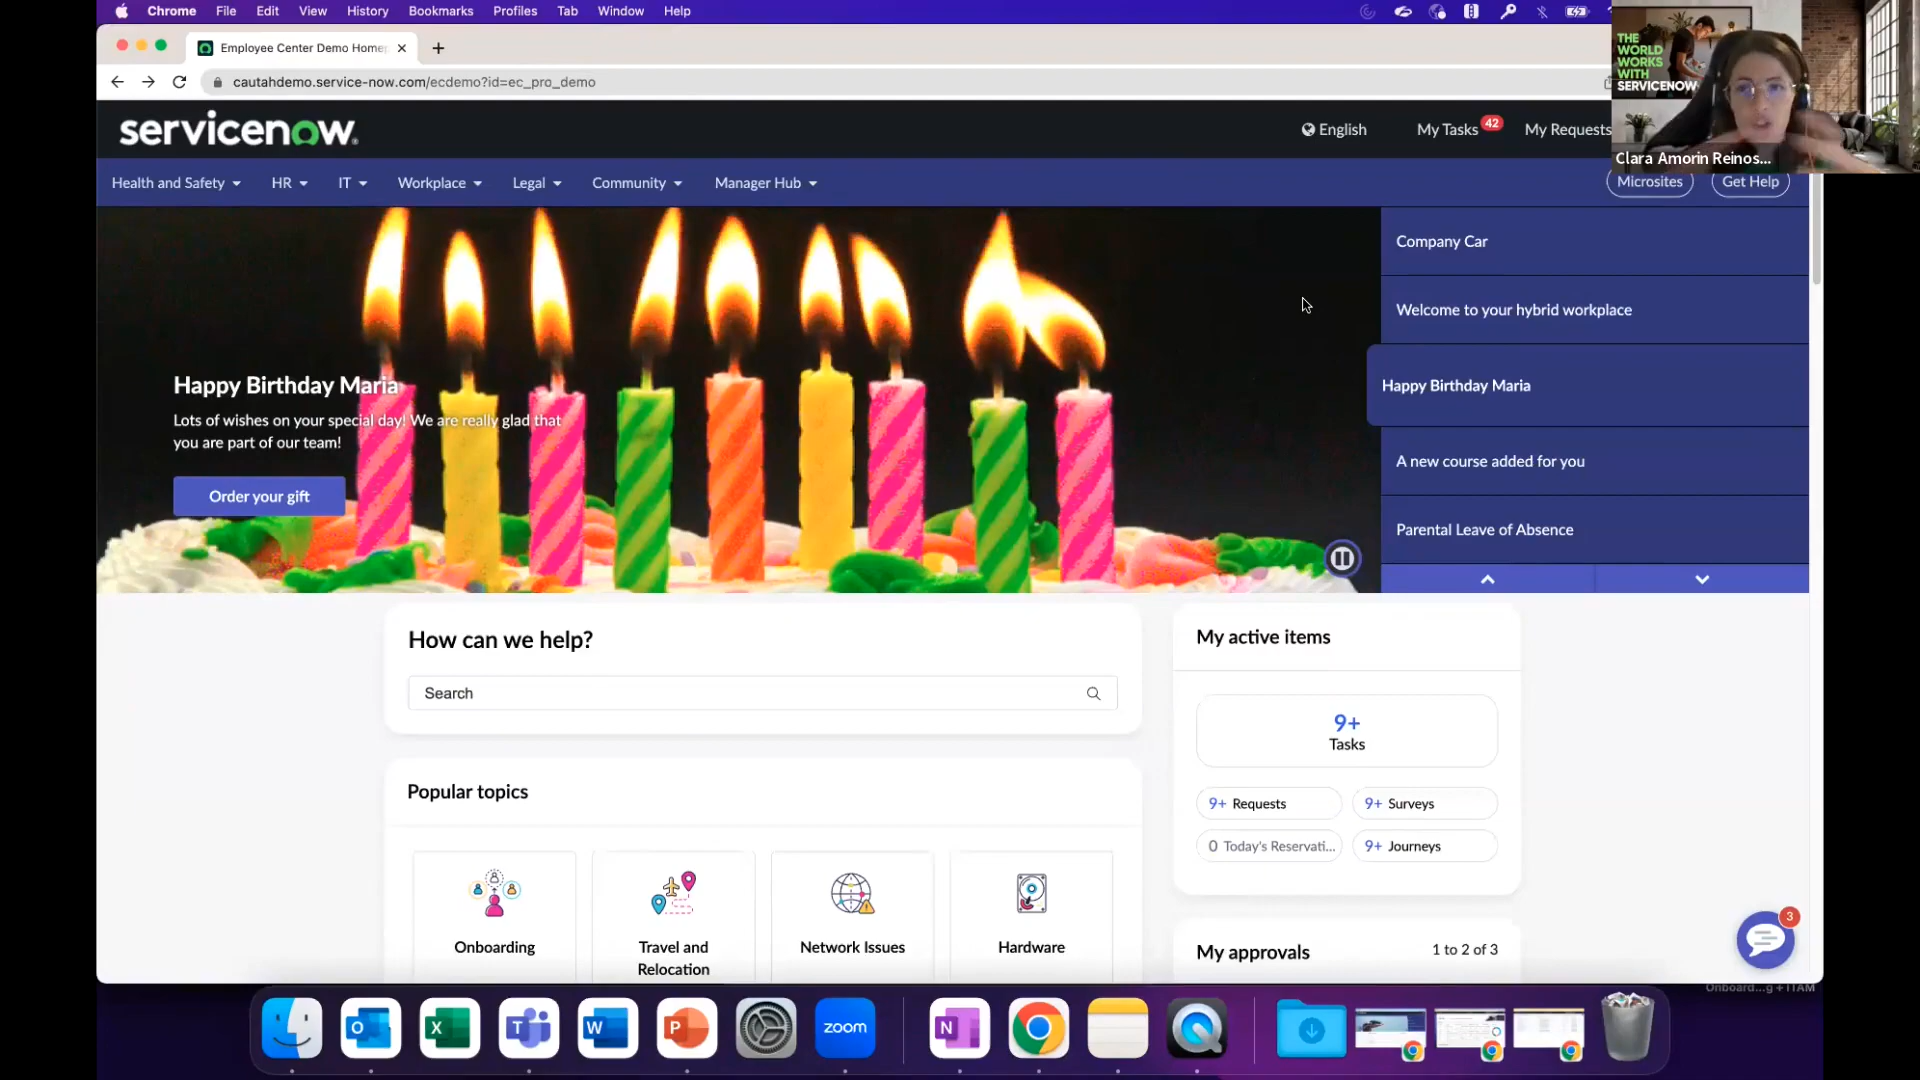 Chrome File Edit View History Bookmarks Profiles Tab Window Help
THE
WORLD
WORKS
WITH
SERVICENOW
Clara Amorin Reinos...
Employee Center Demo Home
cautahdemo.service-now.com/ecdemo?id=ec_pro_demo
servicenow
English
My Tasks 42
My Requests
Health and Safety HR IT Workplace Legal Community Manager Hub
Microsites
Get Help
Happy Birthday Maria
Lots of wishes on your special day! We are really glad that
you are part of our team!
Order your gift
Company Car
Welcome to your hybrid workplace
Happy Birthday Maria
A new course added for you
Parental Leave of Absence
How can we help?
Search
Popular topics
Onboarding
Travel and
Relocation
Network Issues
Hardware
My active items
9+
Tasks
9+ Requests
9+ Surveys
0 Today's Reservati...
9+ Journeys
My approvals
1 to 2 of 3
3
Onboard...g + ITAM
O
X
T
W
P
zoom
N